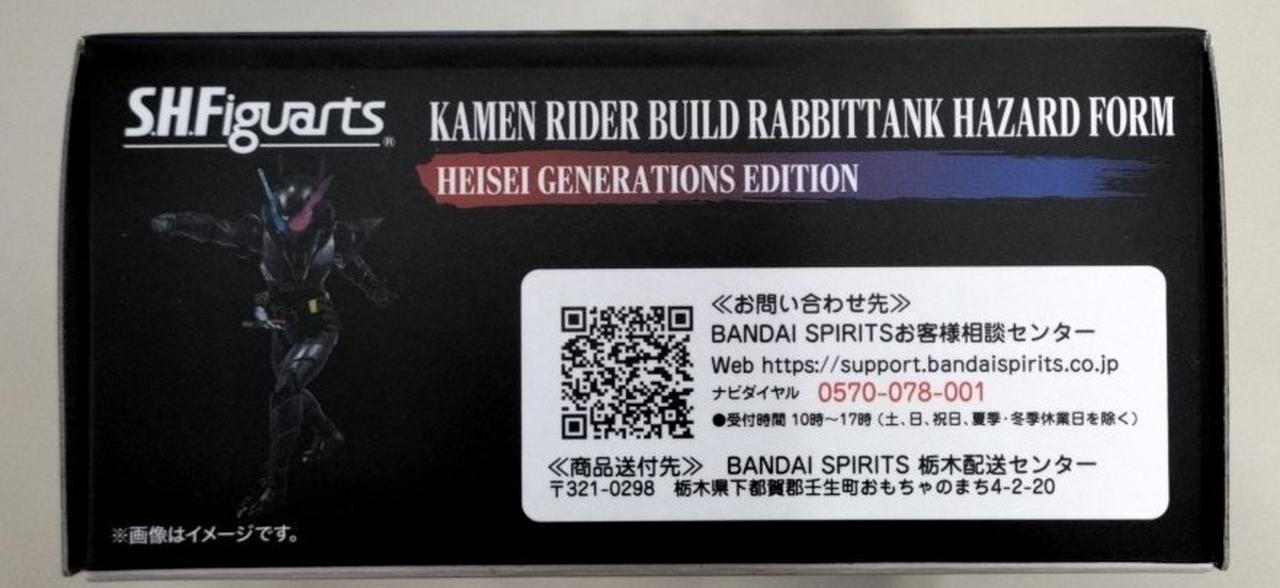 S.H.Figuarts®
KAMEN RIDER BUILD RABBITTANK HAZARD FORM
HEISEI GENERATIONS EDITION
≪お問い合わせ先≫
BANDAI SPIRITSお客様相談センター
Web https://support.bandaispirits.co.jp
ナビダイヤル 0570-078-001
●受付時間 10時～17時（土、日、祝日、夏季・冬季休業日を除く）
≪商品送付先≫ BANDAI SPIRITS 栃木配送センター
〒321-0298 栃木県下都賀郡壬生町おもちゃのまち4-2-20
※画像はイメージです。